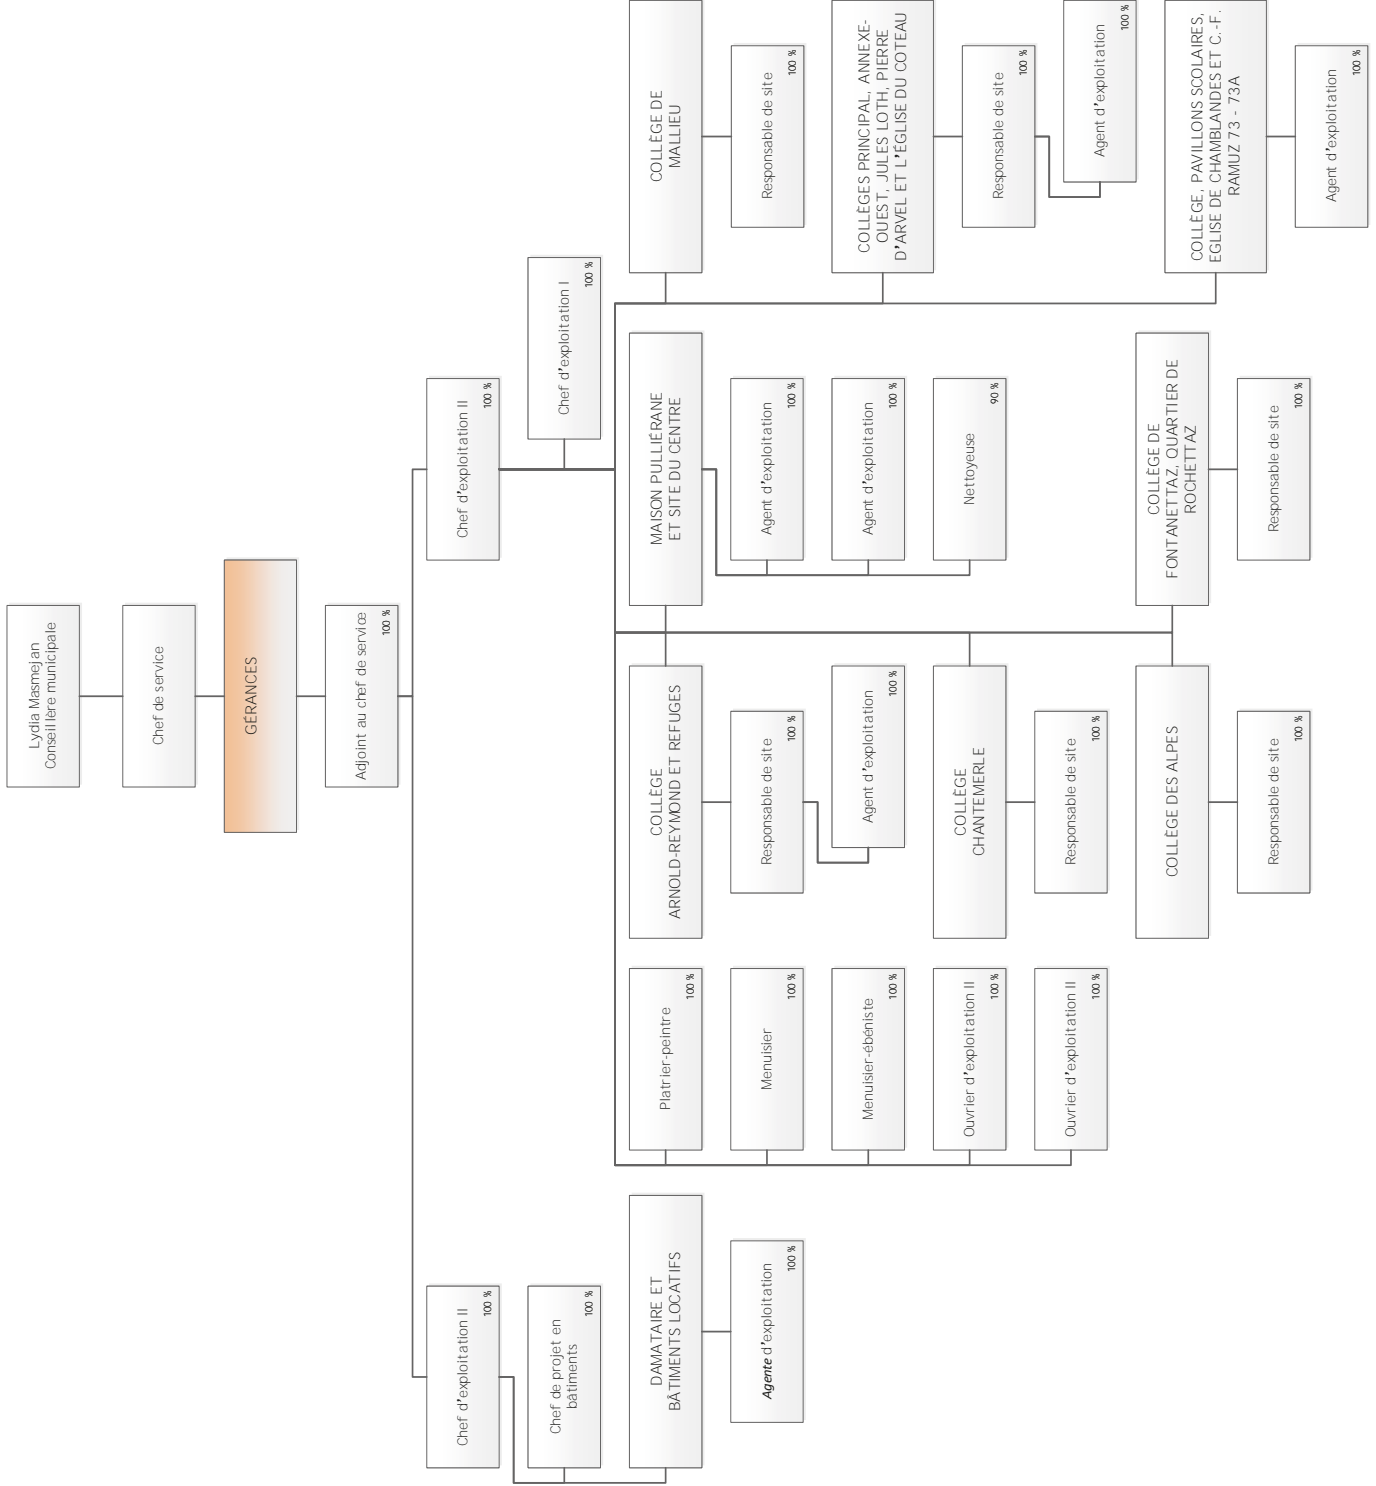 Lydia Masmejan
Conseillère municipale
Chef de service
GÉRANCES
Adjoint au chef de service
100 %
Chef d'exploitation II
100 %
Chef de projet en
bâtiments
100 %
DAMATAIRE ET
BÂTIMENTS LOCATIFS
Agente d'exploitation
100 %
Chef d'exploitation II
100 %
Chef d'exploitation I
100 %
Platrier-peintre
100 %
Menuisier
100 %
Menuisier-ébéniste
100 %
Ouvrier d'exploitation II
100 %
Ouvrier d'exploitation II
100 %
COLLÈGE
ARNOLD-REYMOND ET REFUGES
Responsable de site
100 %
Agent d'exploitation
100 %
COLLÈGE
CHANTEMERLE
Responsable de site
100 %
COLLÈGE DES ALPES
Responsable de site
100 %
MAISON PULLIÉRANE
ET SITE DU CENTRE
Agent d'exploitation
100 %
Agent d'exploitation
100 %
Nettoyeuse
90 %
COLLÈGE DE
FONTANETTAZ, QUARTIER DE
ROCHETTAZ
Responsable de site
100 %
COLLÈGE DE
MALLIEU
Responsable de site
100 %
COLLÈGES PRINCIPAL, ANNEXE-
OUEST, JULES LOTH, PIERRE
D'ARVEL ET L'ÉGLISE DU COTEAU
Responsable de site
100 %
Agent d'exploitation
100 %
COLLÈGE, PAVILLONS SCOLAIRES,
EGLISE DE CHAMBLANDES ET C.-F.
RAMUZ 73 - 73A
Agent d'exploitation
100 %